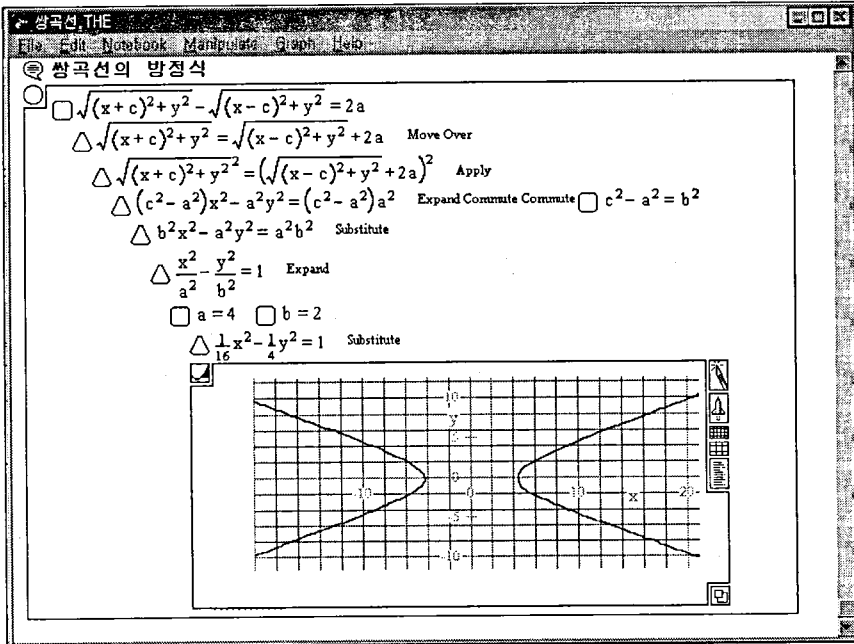 쌍곡선.THE
File Edit Notebook Manipulate Graph Help
쌍곡선의 방정식
√(x+c)²+y² − √(x−c)²+y² = 2a
√(x+c)²+y² = √(x−c)²+y² + 2a Move Over
√(x+c)²+y²² = (√(x−c)²+y² + 2a)² Apply
(c²−a²)x²−a²y² = (c²−a²)a² Expand Commute Commute c²−a² = b²
b²x²−a²y² = a²b² Substitute
x²/a² − y²/b² = 1 Expand
a = 4 b = 2
1/16 x² − 1/4 y² = 1 Substitute
10
y
5
0
-10 0 10 x 20
-5
-10